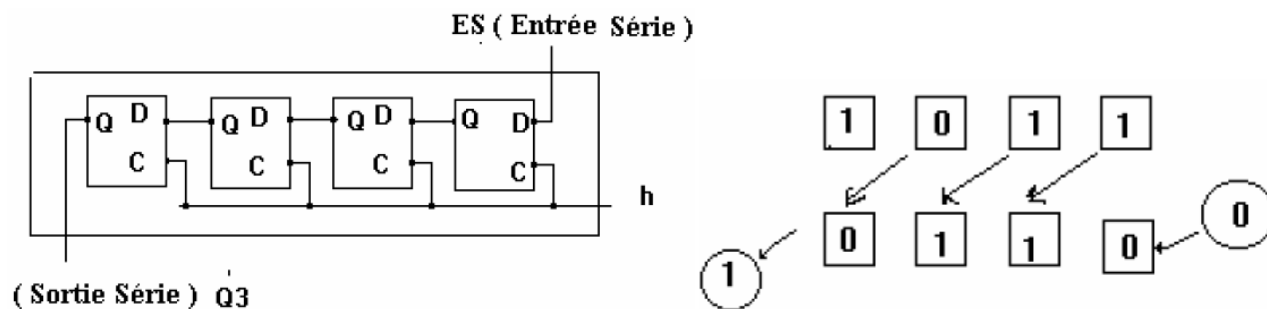 ES ( Entrée Série )
Q D Q D Q D Q D
C C C C
h
( Sortie Série ) Q3
1 0 1 1
0 1 1 0 0
1